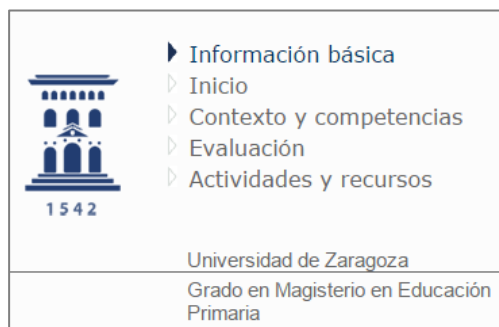 Información básica
Inicio
Contexto y competencias
Evaluación
Actividades y recursos
1542
Universidad de Zaragoza
Grado en Magisterio en Educación
Primaria